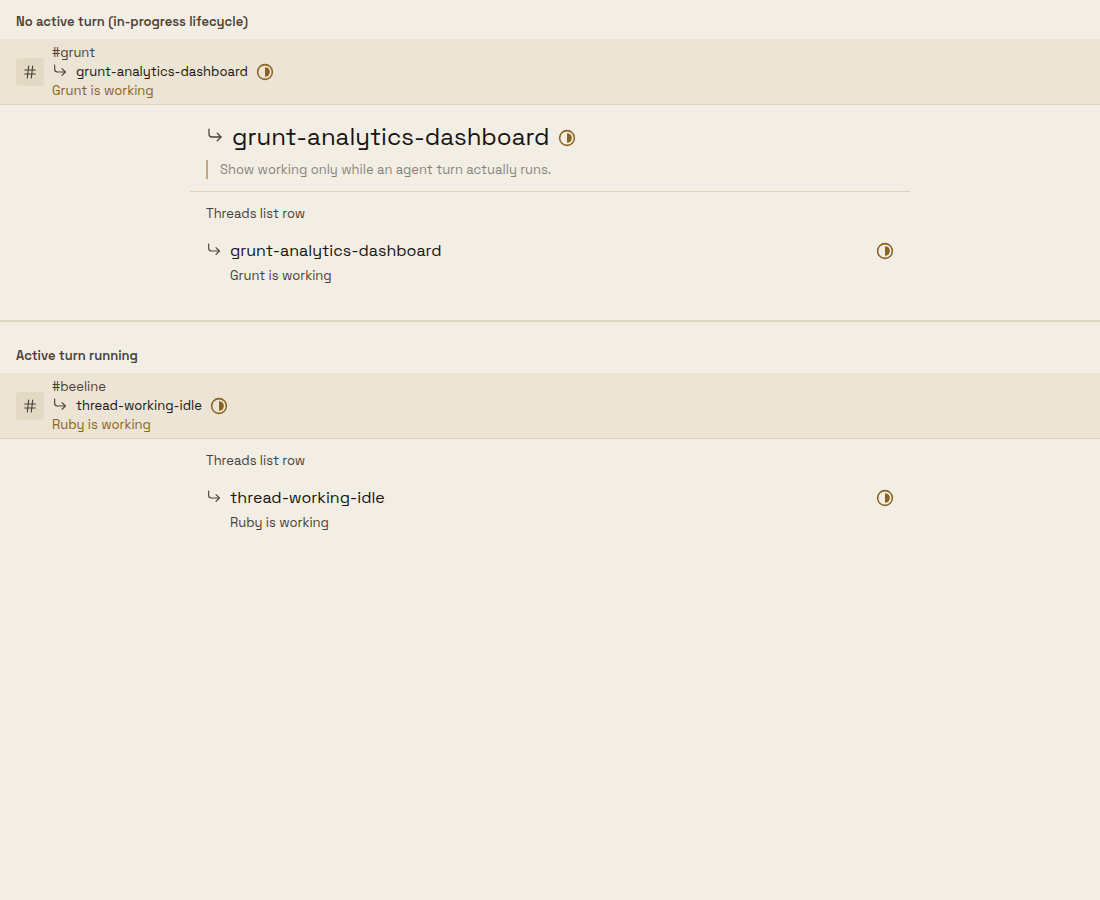 No active turn (in-progress lifecycle)
#grunt
grunt-analytics-dashboard
Grunt is working
grunt-analytics-dashboard
Show working only while an agent turn actually runs.
Threads list row
grunt-analytics-dashboard
Grunt is working
Active turn running
#beeline
thread-working-idle
Ruby is working
Threads list row
thread-working-idle
Ruby is working